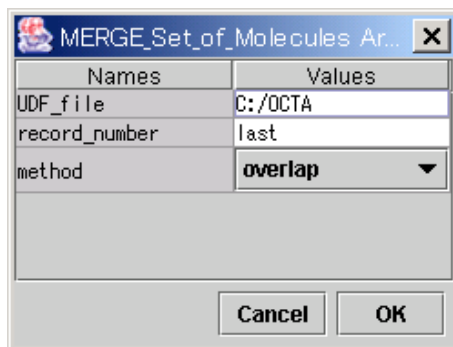 MERGE_Set_of_Molecules Ar...
Names Values
UDF_file C:/OCTA
record_number last
method overlap
Cancel OK